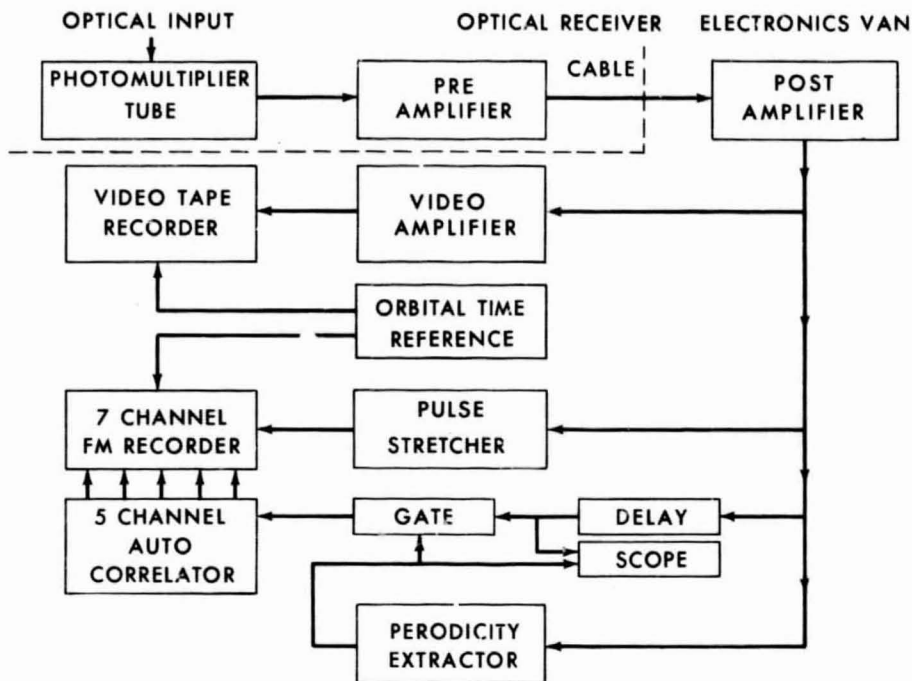 OPTICAL INPUT
OPTICAL RECEIVER
ELECTRONICS VAN
PHOTOMULTIPLIER
TUBE
PRE
AMPLIFIER
CABLE
POST
AMPLIFIER
VIDEO TAPE
RECORDER
VIDEO
AMPLIFIER
ORBITAL TIME
REFERENCE
7 CHANNEL
FM RECORDER
PULSE
STRETCHER
5 CHANNEL
AUTO
CORRELATOR
GATE
DELAY
SCOPE
PERODICITY
EXTRACTOR